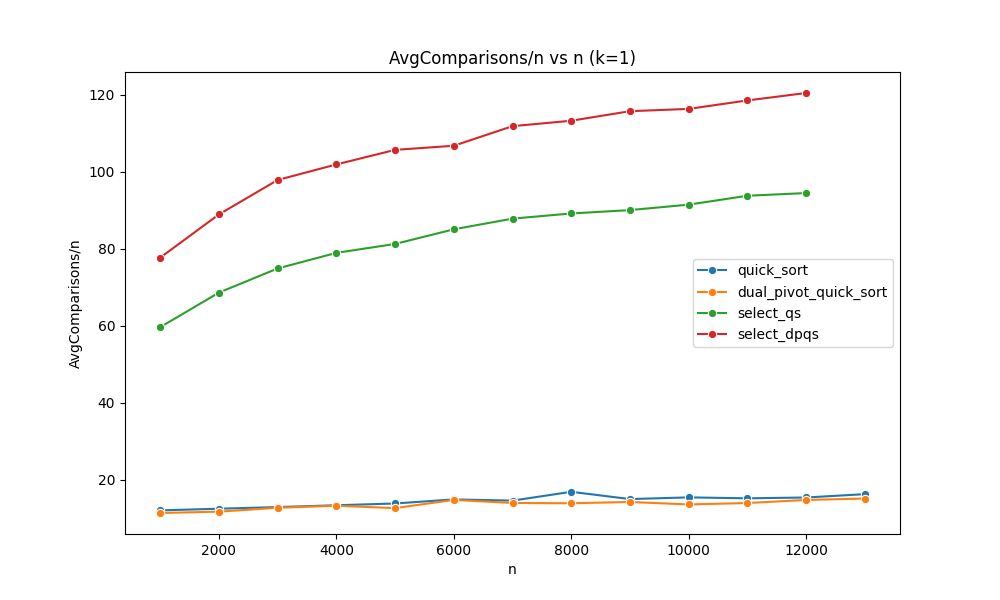 AvgComparisons/n vs n (k=1)
AvgComparisons/n
120
100
80
60
40
20
2000 4000 6000 8000 10000 12000
n
quick_sort
dual_pivot_quick_sort
select_qs
select_dpqs